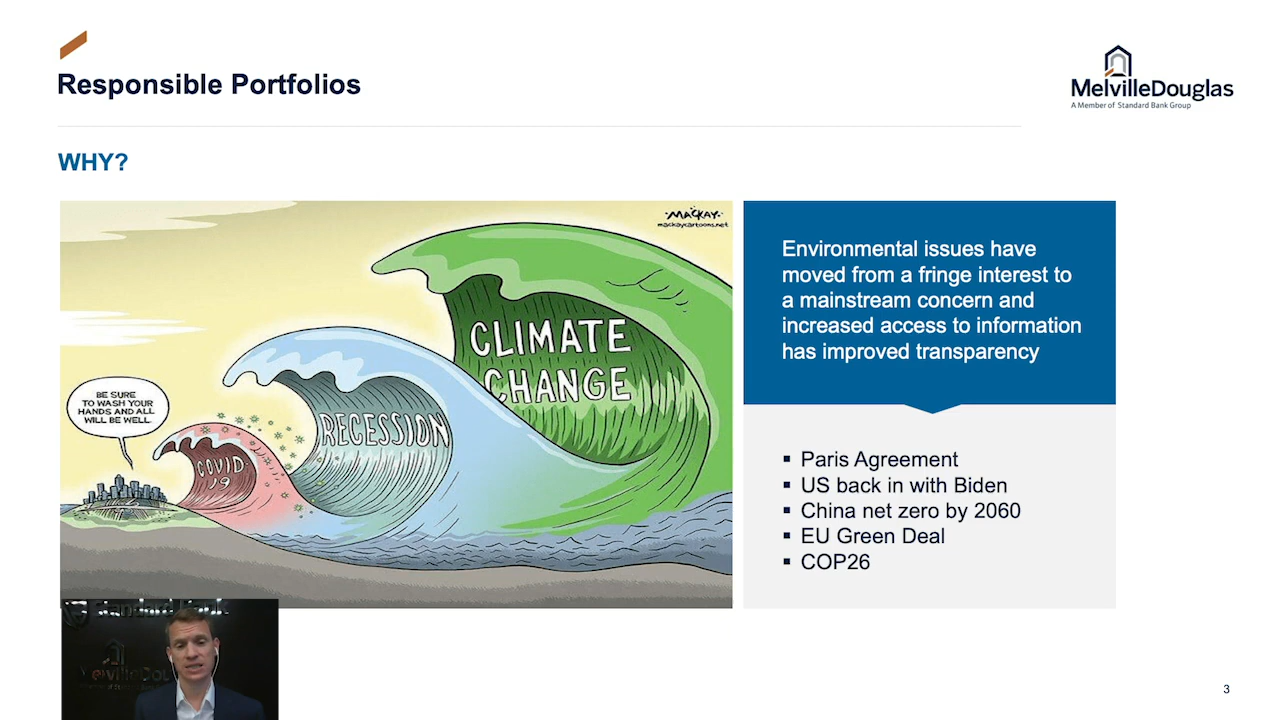 Responsible Portfolios
MelvilleDouglas
A Member of Standard Bank Group
WHY?
MACKAY
mackaycartoons.net
BE SURE
TO WASH YOUR
HANDS AND ALL
WILL BE WELL.
COVID
19
RECESSION
CLIMATE
CHANGE
Environmental issues have
moved from a fringe interest to
a mainstream concern and
increased access to information
has improved transparency
▪ Paris Agreement
▪ US back in with Biden
▪ China net zero by 2060
▪ EU Green Deal
▪ COP26
Standard
3